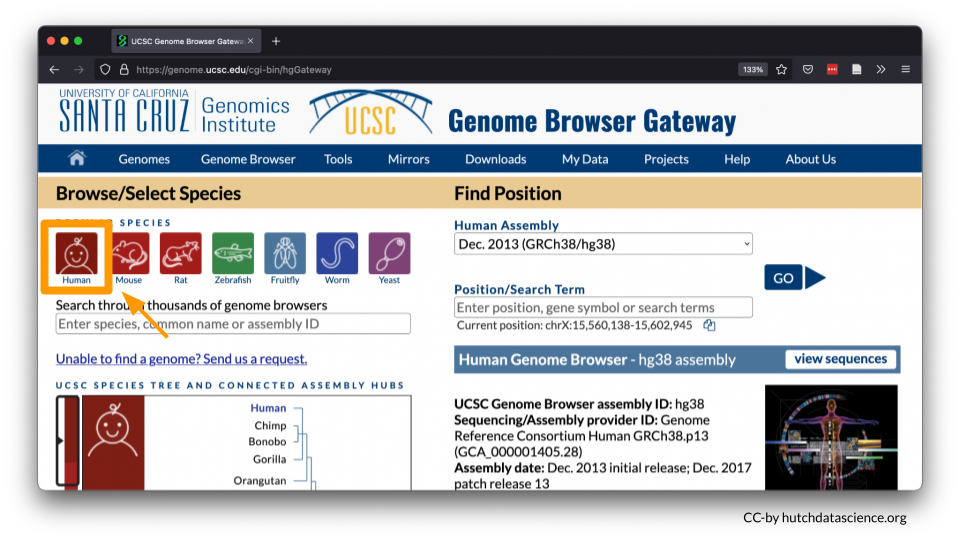 UCSC Genome Browser Gatew
https://genome.ucsc.edu/cgi-bin/hgGateway
133%
UNIVERSITY OF CALIFORNIA
SANTA CRUZ
Genomics
Institute
UCSC
Genome Browser Gateway
Genomes Genome Browser Tools Mirrors Downloads My Data Projects Help About Us
Browse/Select Species
SPECIES
Human Mouse Rat Zebrafish Fruitfly Worm Yeast
Search through thousands of genome browsers
Enter species, common name or assembly ID
Unable to find a genome? Send us a request.
UCSC SPECIES TREE AND CONNECTED ASSEMBLY HUBS
Human
Chimp
Bonobo
Gorilla
Orangutan
Find Position
Human Assembly
Dec. 2013 (GRCh38/hg38)
GO
Position/Search Term
Enter position, gene symbol or search terms
Current position: chrX:15,560,138-15,602,945
Human Genome Browser - hg38 assembly
view sequences
UCSC Genome Browser assembly ID: hg38
Sequencing/Assembly provider ID: Genome
Reference Consortium Human GRCh38.p13
(GCA_000001405.28)
Assembly date: Dec. 2013 initial release; Dec. 2017
patch release 13
CC-by hutchdatascience.org